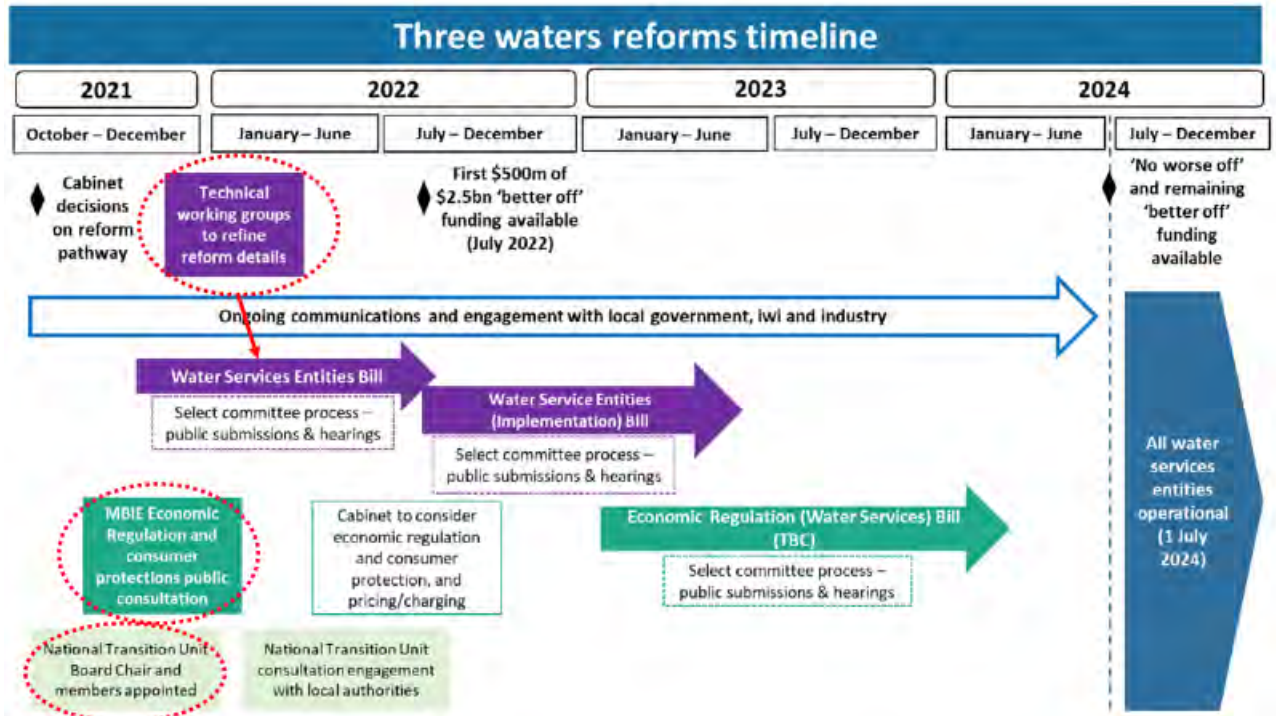 Three waters reforms timeline
2021
2022
2023
2024
October – December
January – June
July – December
January – June
July – December
January – June
July – December
Cabinet
decisions
on reform
pathway
Technical
working groups
to refine
reform details
First $500m of
$2.5bn ‘better off’
funding available
(July 2022)
‘No worse off’
and remaining
‘better off’
funding
available
Ongoing communications and engagement with local government, iwi and industry
Water Services Entities Bill
Select committee process –
public submissions & hearings
Water Service Entities
(Implementation) Bill
Select committee process –
public submissions & hearings
MBIE Economic
Regulation and
consumer
protections public
consultation
Cabinet to consider
economic regulation
and consumer
protection, and
pricing/charging
Economic Regulation (Water Services) Bill
(TBC)
Select committee process –
public submissions & hearings
All water
services
entities
operational
(1 July
2024)
National Transition Unit
Board Chair and
members appointed
National Transition Unit
consultation engagement
with local authorities